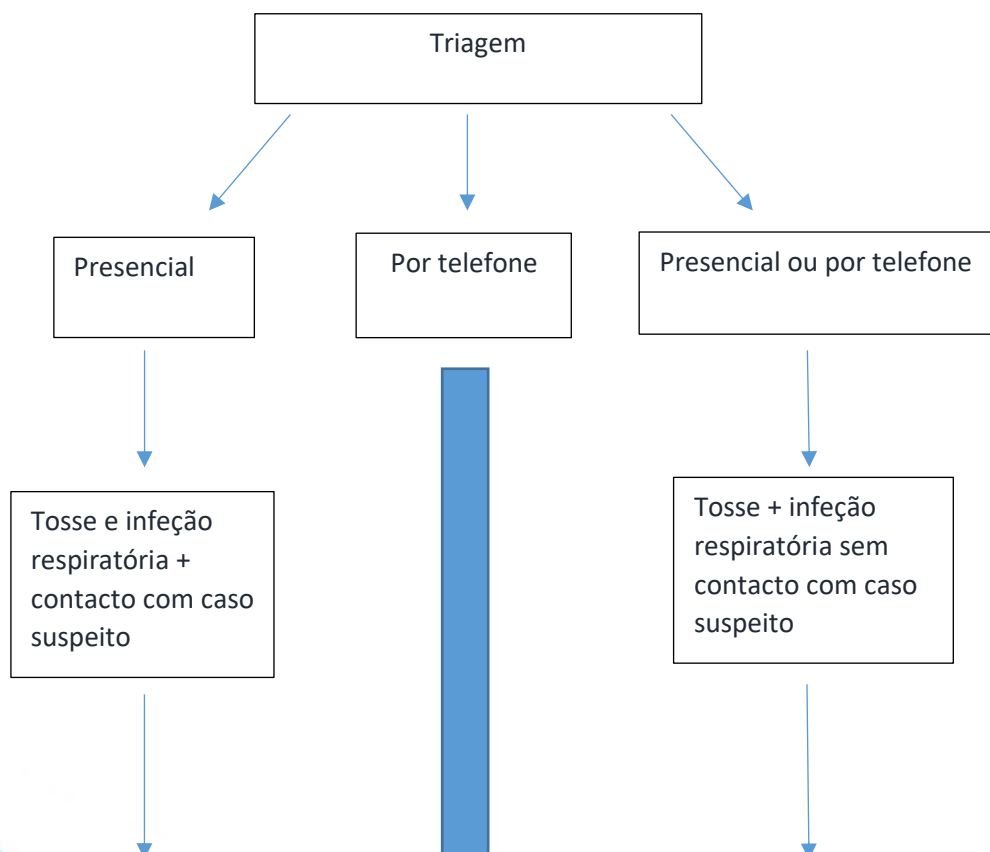 Triagem
Presencial
Por telefone
Presencial ou por telefone
Tosse e infeção
respiratória +
contacto com caso
suspeito
Tosse + infeção
respiratória sem
contacto com caso
suspeito